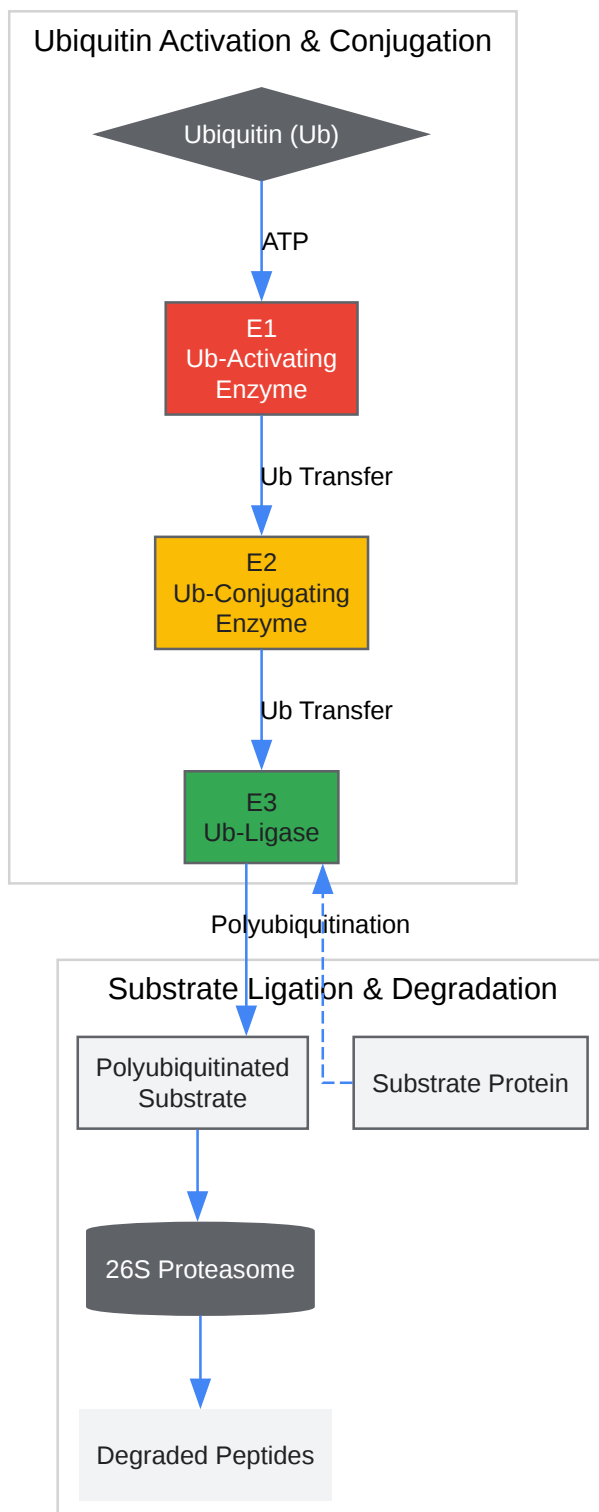 Ubiquitin Activation & Conjugation
Ubiquitin (Ub)
ATP
E1
Ub-Activating
Enzyme
Ub Transfer
E2
Ub-Conjugating
Enzyme
Ub Transfer
E3
Ub-Ligase
Polyubiquitination
Substrate Ligation & Degradation
Polyubiquitinated
Substrate
Substrate Protein
26S Proteasome
Degraded Peptides